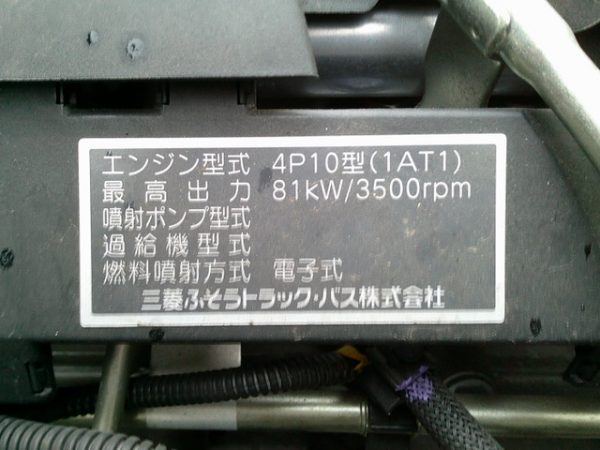 エンジン型式 4P10型(1AT1)
最高出力 81kW/3500rpm
噴射ポンプ型式
過給機型式
燃料噴射方式 電子式
三菱ふそうトラック・バス株式会社